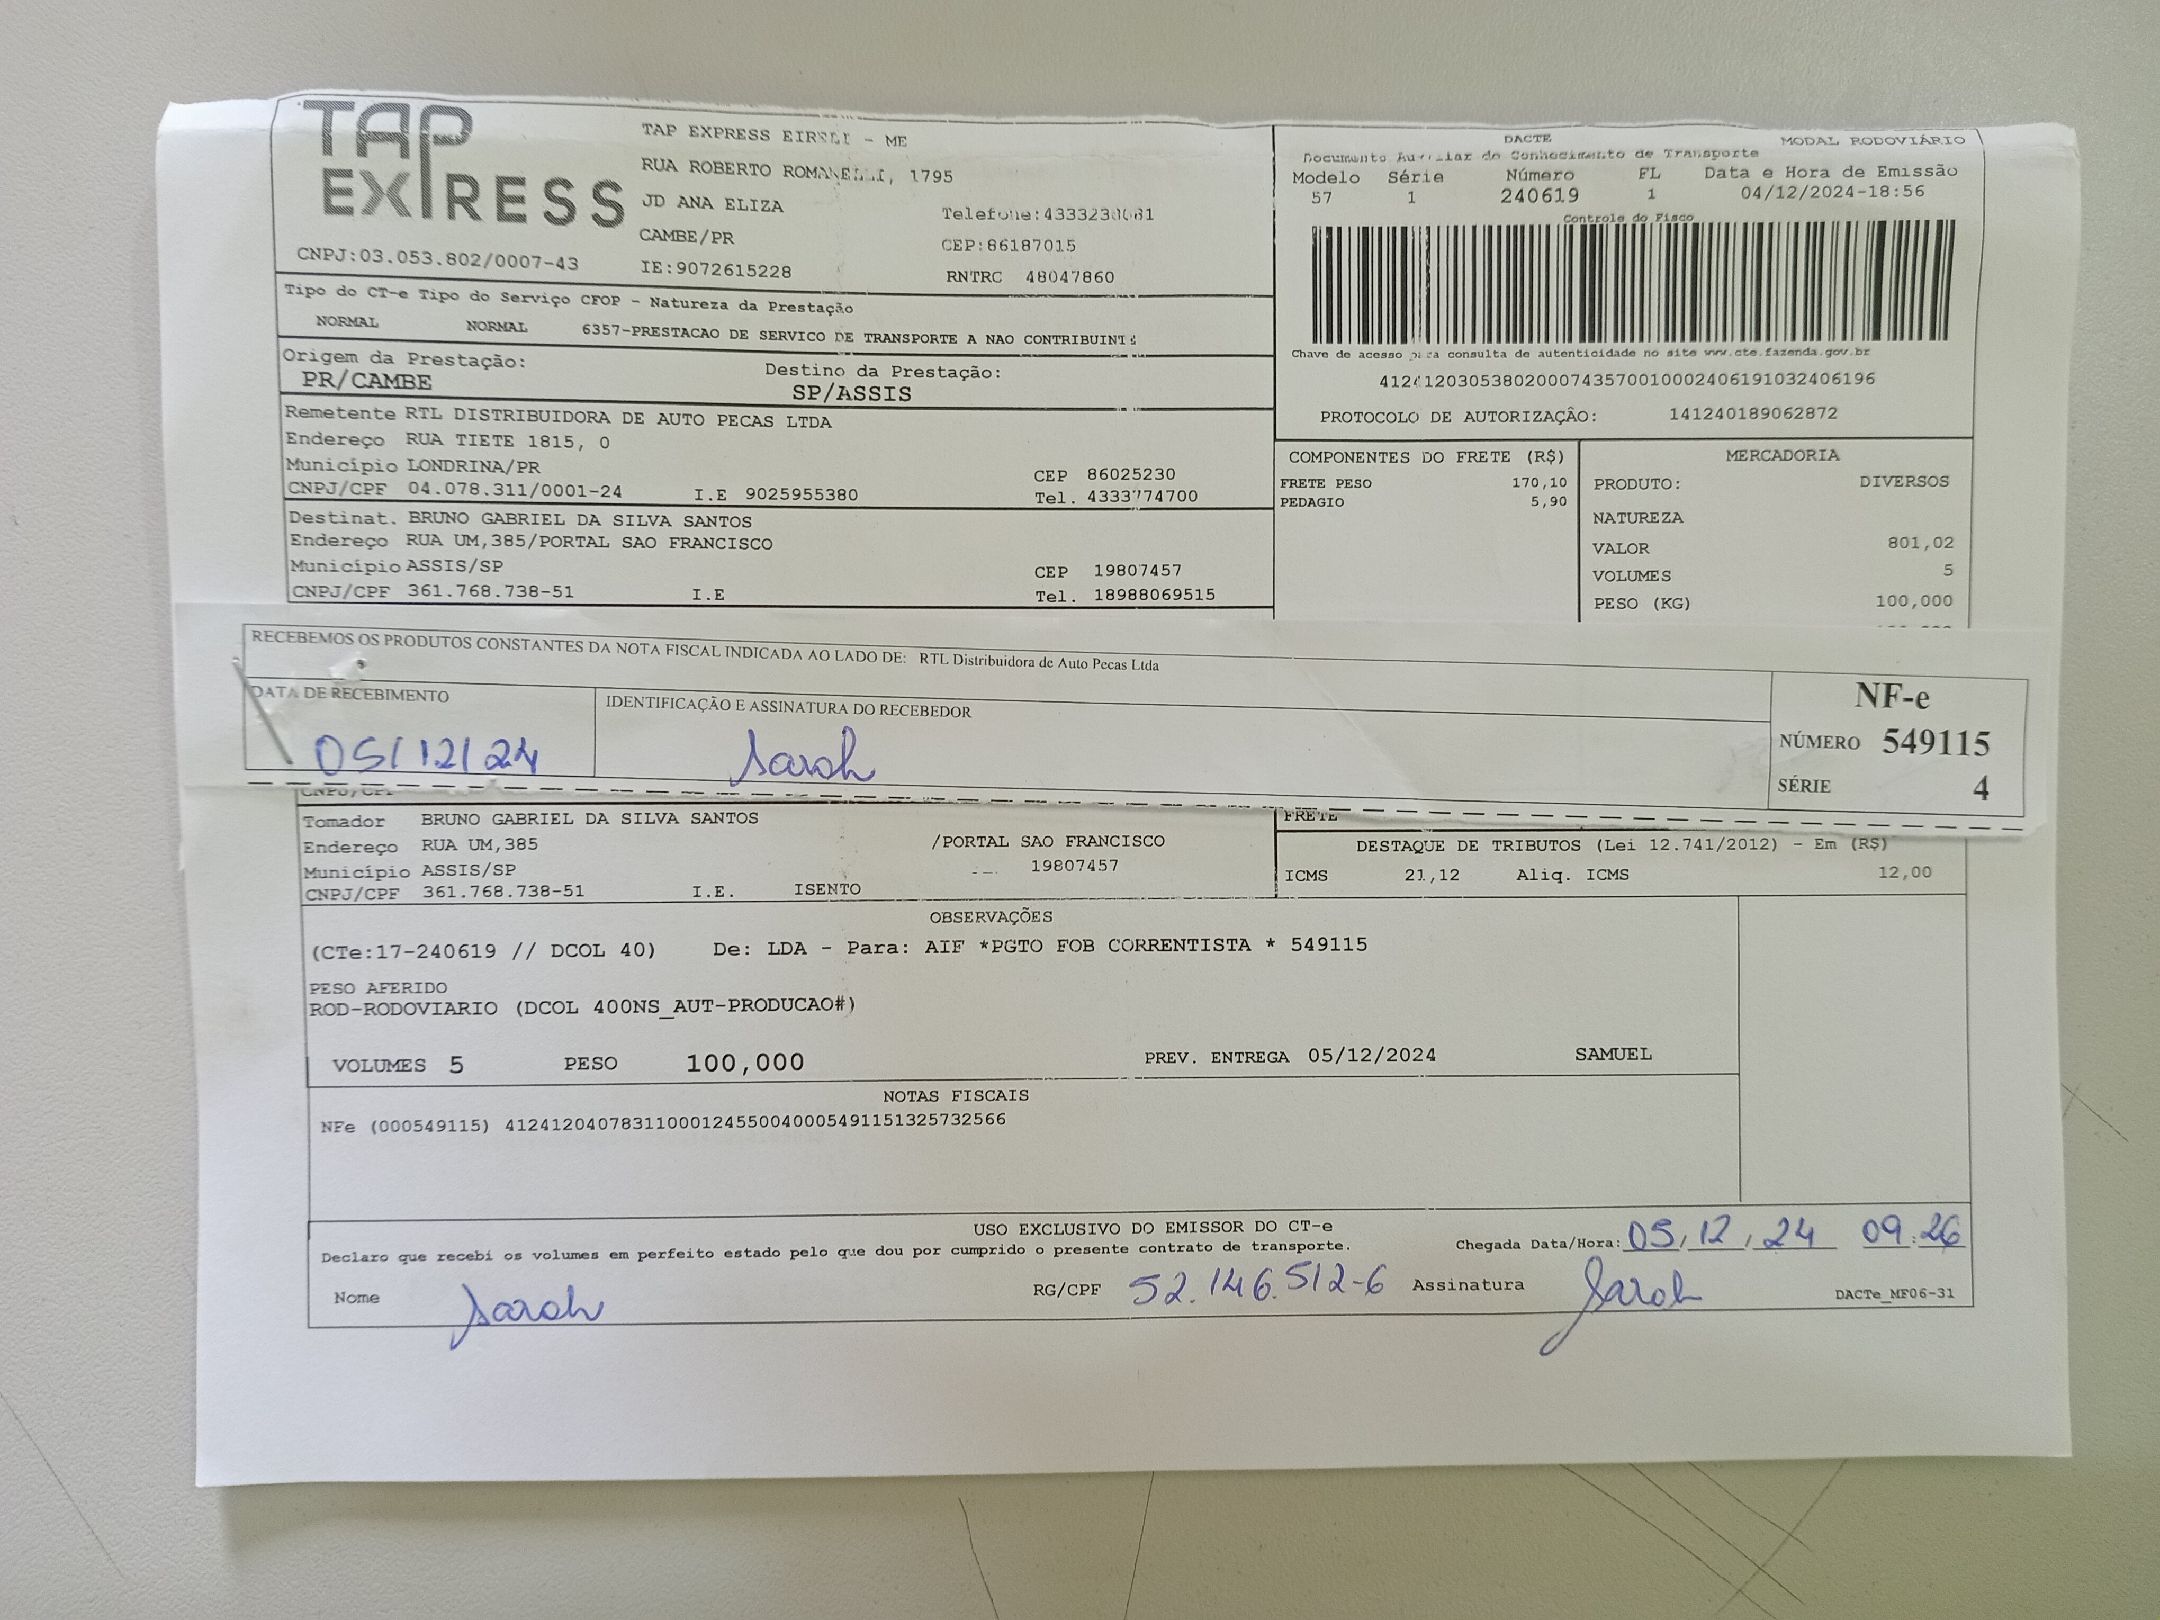 TAP
EXPRESS
CNPJ:03.053.802/0007-43
TAP EXPRESS EIRELI - ME
RUA ROBERTO ROMANELLI, 1795
JD ANA ELIZA
CAMBE/PR
IE:9072615228
CEP:86187015
RNTRC 48047860
DACTE MODAL RODOVIÁRIO
Documento Auxiliar do Conhecimento de Transporte
Modelo Série Número FL Data e Hora de Emissão
57 1 240619 1 04/12/2024-18:56
Controle do Fisco
Chave de acesso para consulta de autenticidade no site www.cte.fazenda.gov.br
41241203053802000743570010002406191032406196
PROTOCOLO DE AUTORIZAÇÃO: 141240189062872
Tipo do CT-e Tipo do Serviço CFOP - Natureza da Prestação
NORMAL NORMAL 6357-PRESTACAO DE SERVICO DE TRANSPORTE A NAO CONTRIBUINTE
Origem da Prestação: Destino da Prestação:
PR/CAMBE SP/ASSIS
Remetente RTL DISTRIBUIDORA DE AUTO PECAS LTDA
Endereço RUA TIETE 1815, 0
Município LONDRINA/PR CEP 86025230
CNPJ/CPF 04.078.311/0001-24 I.E 9025955380 Tel. 4333774700
Destinat. BRUNO GABRIEL DA SILVA SANTOS
Endereço RUA UM,385/PORTAL SAO FRANCISCO
Município ASSIS/SP CEP 19807457
CNPJ/CPF 361.768.738-51 I.E Tel. 18988069515
COMPONENTES DO FRETE (R$)
FRETE PESO 170,10
PEDAGIO 5,90
MERCADORIA
PRODUTO: DIVERSOS
NATUREZA
VALOR 801,02
VOLUMES 5
PESO (KG) 100,000
RECEBEMOS OS PRODUTOS CONSTANTES DA NOTA FISCAL INDICADA AO LADO DE: RTL Distribuidora de Auto Pecas Ltda
DATA DE RECEBIMENTO IDENTIFICAÇÃO E ASSINATURA DO RECEBEDOR
05/12/24 Sarah
NF-e
NÚMERO 549115
SÉRIE 4
CNPJ/CPF
Tomador BRUNO GABRIEL DA SILVA SANTOS
Endereço RUA UM,385 /PORTAL SAO FRANCISCO
Município ASSIS/SP 19807457
CNPJ/CPF 361.768.738-51 I.E. ISENTO
FRETE
DESTAQUE DE TRIBUTOS (Lei 12.741/2012) - Em (R$)
ICMS 21,12 Aliq. ICMS 12,00
OBSERVAÇÕES
(CTe:17-240619 // DCOL 40) De: LDA - Para: AIF *PGTO FOB CORRENTISTA * 549115
PESO AFERIDO
ROD-RODOVIARIO (DCOL 400NS_AUT-PRODUCAO#)
VOLUMES 5 PESO 100,000 PREV. ENTREGA 05/12/2024 SAMUEL
NOTAS FISCAIS
NFe (000549115) 41241204078311000124550040005491151325732566
USO EXCLUSIVO DO EMISSOR DO CT-e
Declaro que recebi os volumes em perfeito estado pelo que dou por cumprido o presente contrato de transporte. Chegada Data/Hora: 05/12/24 09:26
Nome Sarah RG/CPF 52.146.512-6 Assinatura Sarah DACTe_MF06-31